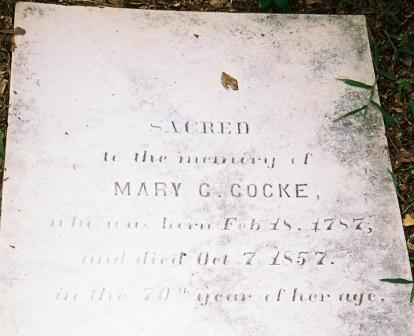 SACRED
to the memory of
MARY G. COCKE,
who was born Feb 18. 1787,
and died Oct 7 1857.
in the 70th year of her age.